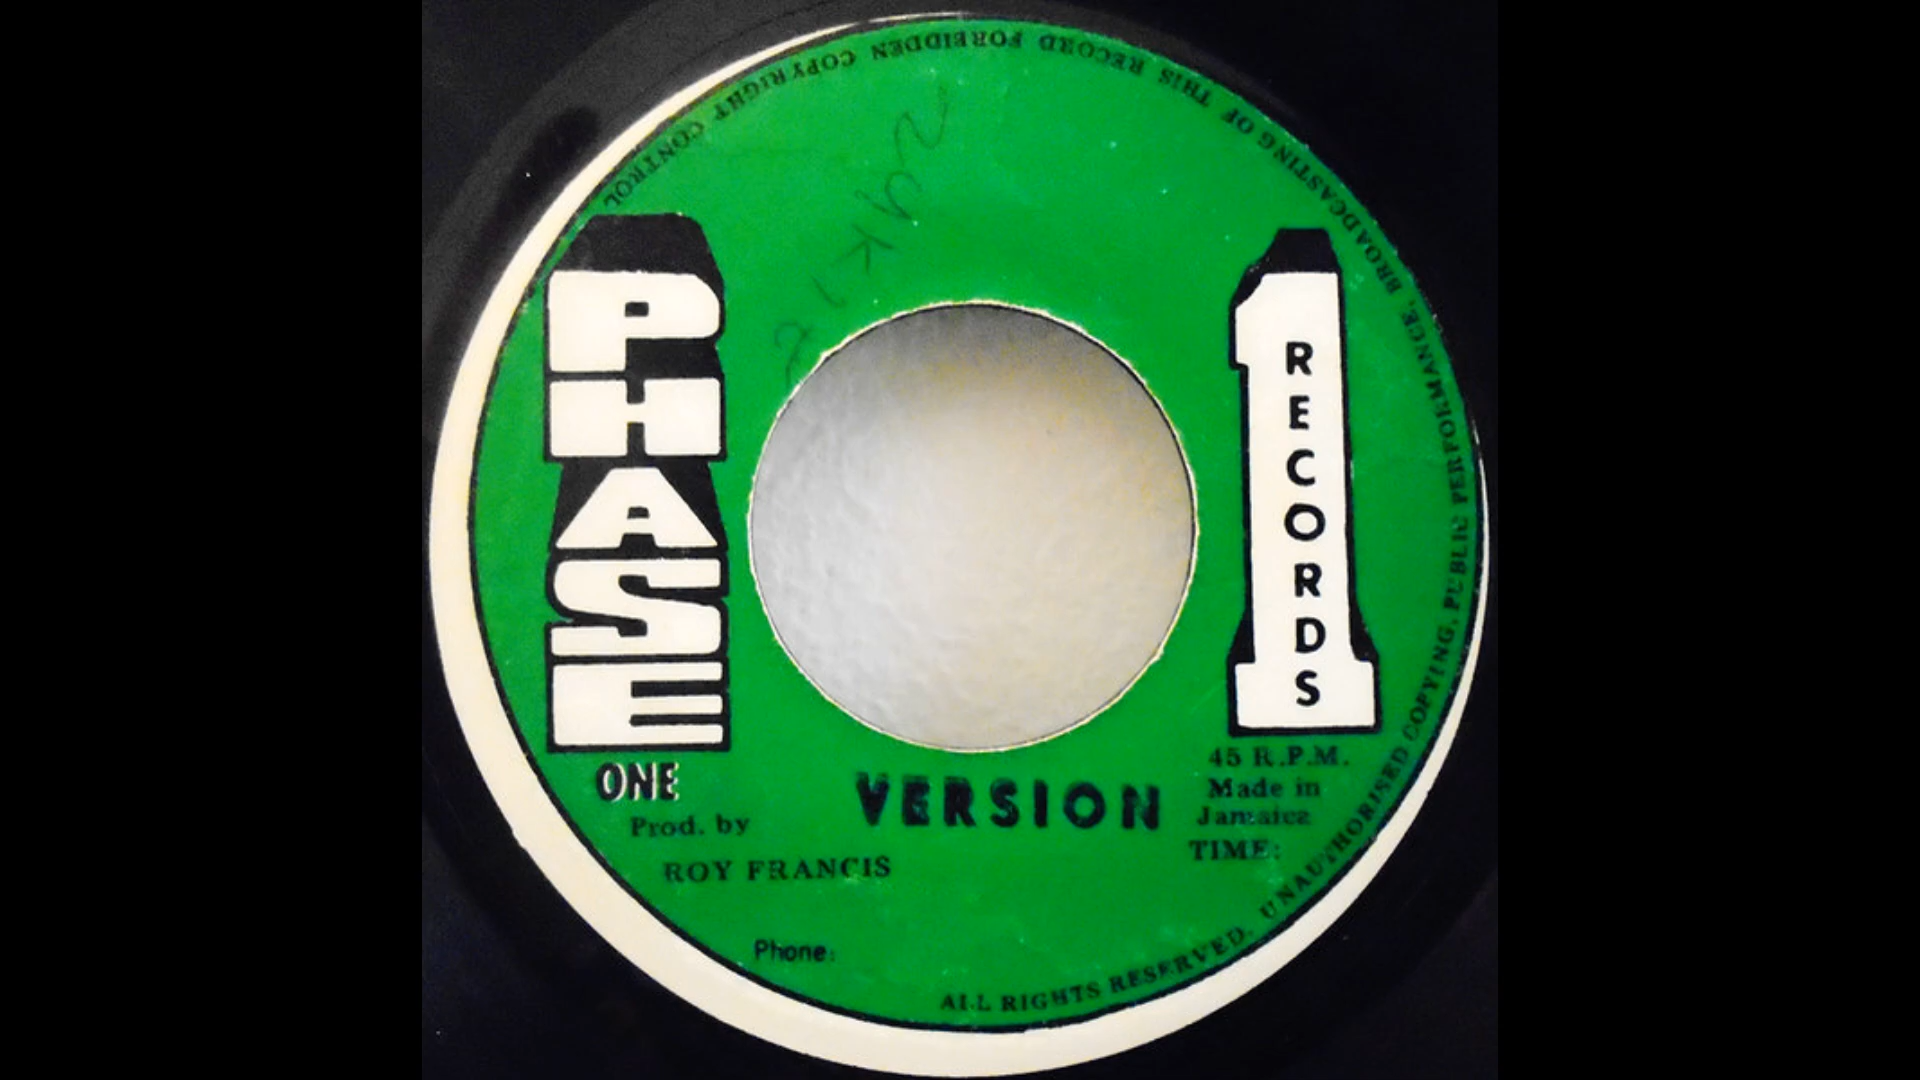 PHASE
ONE
1
RECORDS
Prod. by
ROY FRANCIS
VERSION
45 R.P.M.
Made in
Jamaica
TIME:
Phone:
ALL RIGHTS RESERVED. UNAUTHORISED COPYING, PUBLIC PERFORMANCE, BROADCASTING OF THIS RECORD FORBIDDEN COPYRIGHT CONTROL